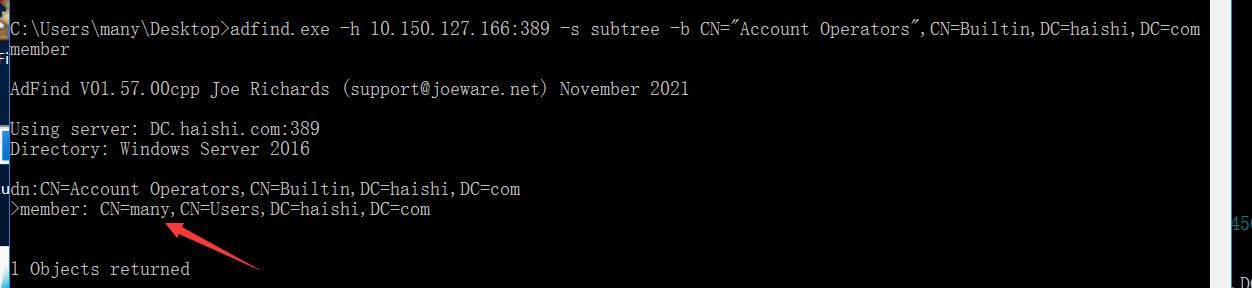 C:\Users\many\Desktop>adfind.exe -h 10.150.127.166:389 -s subtree -b CN="Account Operators",CN=Builtin,DC=haishi,DC=com
member
AdFind V01.57.00cpp Joe Richards (support@joeware.net) November 2021
Using server: DC.haishi.com:389
Directory: Windows Server 2016
dn:CN=Account Operators,CN=Builtin,DC=haishi,DC=com
>member: CN=many,CN=Users,DC=haishi,DC=com
1 Objects returned